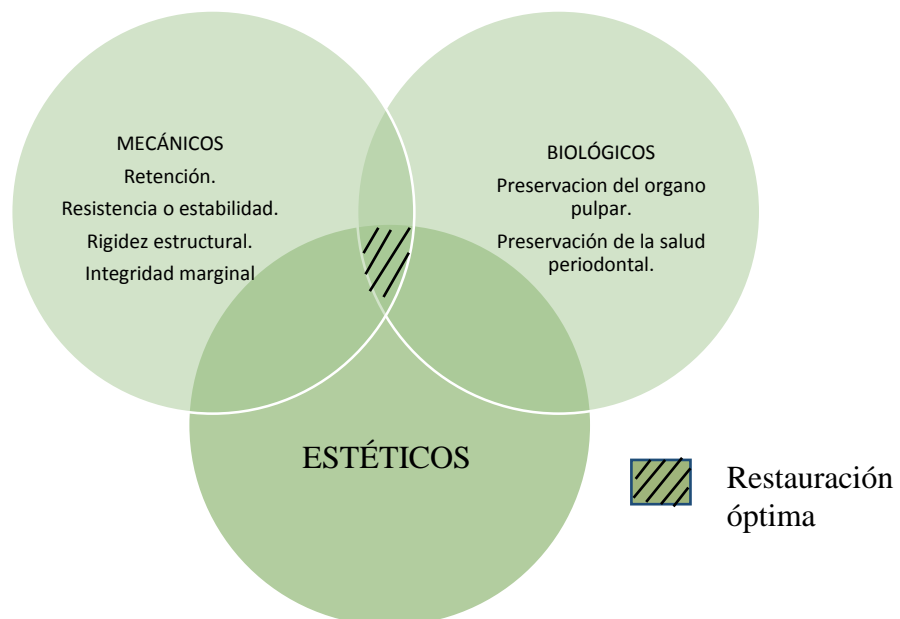 MECÁNICOS
Retención.
Resistencia o estabilidad.
Rigidez estructural.
Integridad marginal
BIOLÓGICOS
Preservacion del organo
pulpar.
Preservación de la salud
periodontal.
ESTÉTICOS
Restauración
óptima